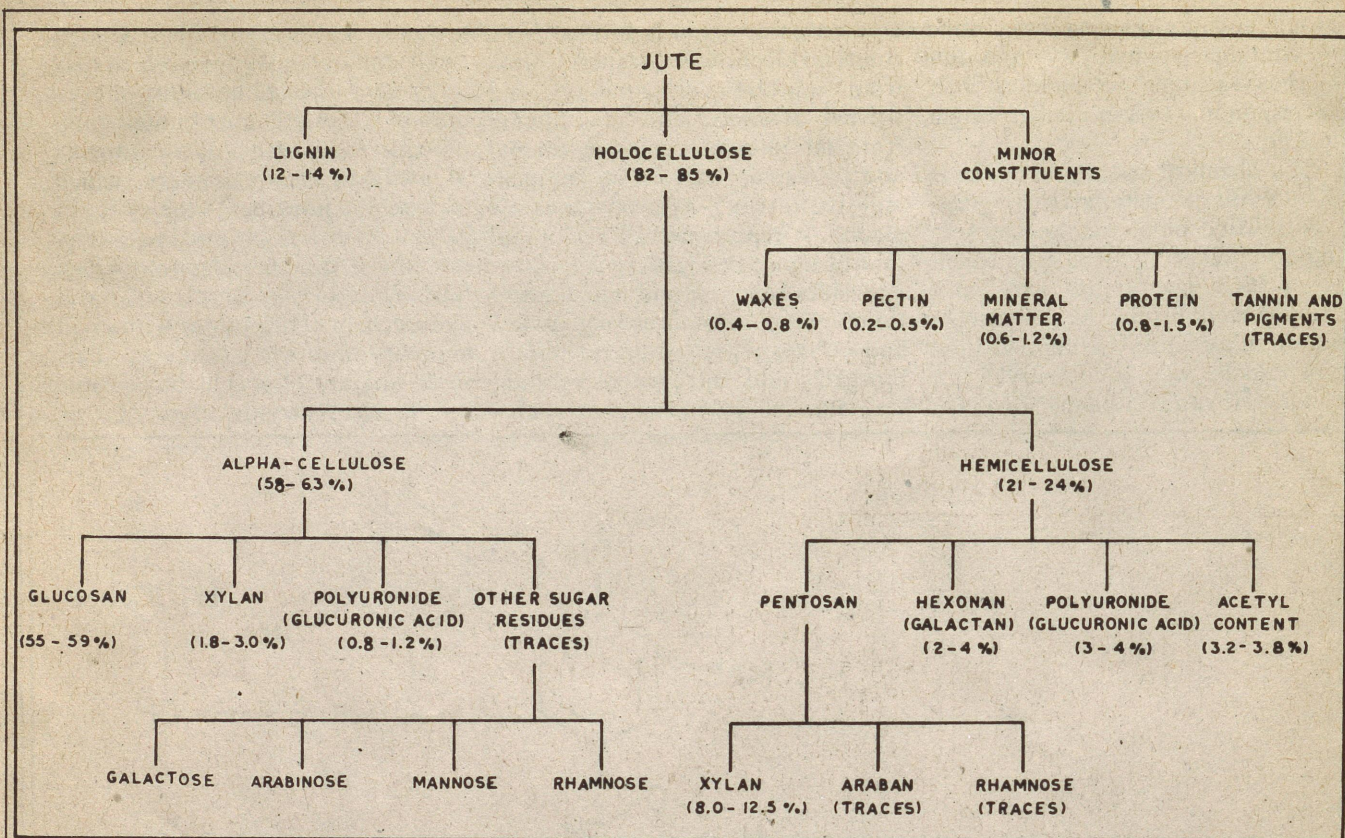 JUTE
LIGNIN
(12-14%)
HOLOCELLULOSE
(82-85%)
MINOR
CONSTITUENTS
WAXES
(0.4-0.8%)
PECTIN
(0.2-0.5%)
MINERAL
MATTER
(0.6-1.2%)
PROTEIN
(0.8-1.5%)
TANNIN AND
PIGMENTS
(TRACES)
ALPHA-CELLULOSE
(58-63%)
HEMICELLULOSE
(21-24%)
GLUCOSAN
(55-59%)
XYLAN
(1.8-3.0%)
POLYURONIDE
(GLUCURONIC ACID)
(0.8-1.2%)
OTHER SUGAR
RESIDUES
(TRACES)
PENTOSAN
HEXONAN
(GALACTAN)
(2-4%)
POLYURONIDE
(GLUCURONIC ACID)
(3-4%)
ACETYL
CONTENT
(3.2-3.8%)
GALACTOSE
ARABINOSE
MANNOSE
RHAMNOSE
XYLAN
(8.0-12.5%)
ARABAN
(TRACES)
RHAMNOSE
(TRACES)